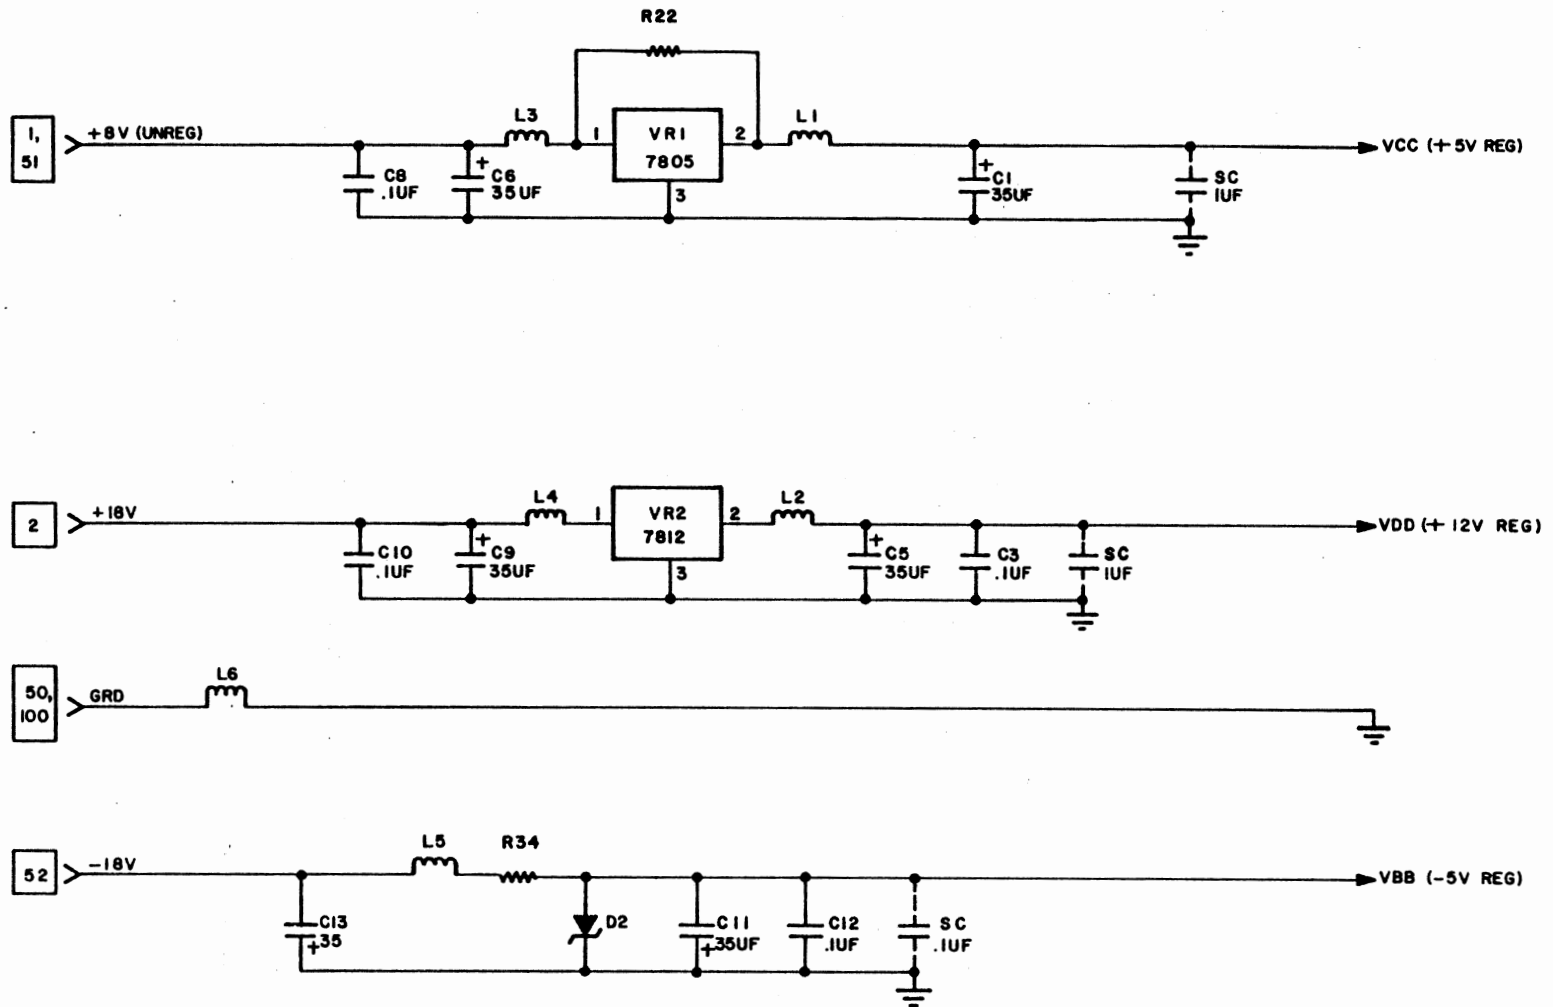 R22
L3
L1
1,
51
+8V (UNREG)
1
VR1
7805
2
3
C8
.1UF
+
C6
35UF
+
C1
35UF
SC
1UF
VCC (+5V REG)
2
+18V
L4
1
VR2
7812
2
3
L2
C10
.1UF
+
C9
35UF
+
C5
35UF
C3
.1UF
SC
1UF
VDD (+12V REG)
50,
100
GRD
L6
52
-18V
L5
R34
C13
+35
D2
C11
+35UF
C12
.1UF
SC
.1UF
VBB (-5V REG)